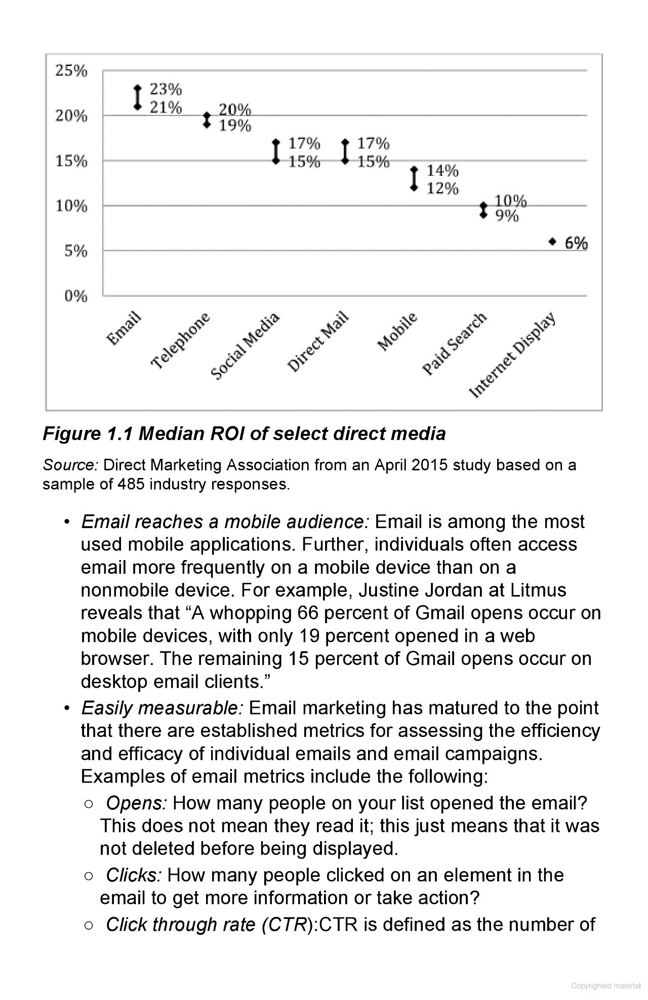 25%
23%
21%
20%
20%
19%
17%
17%
15%
15%
15%
14%
12%
10%
10%
9%
5%
6%
0%
Email
Telephone
Social Media
Direct Mail
Mobile
Paid Search
Internet Display
Figure 1.1 Median ROI of select direct media
Source: Direct Marketing Association from an April 2015 study based on a
sample of 485 industry responses.
• Email reaches a mobile audience: Email is among the most
used mobile applications. Further, individuals often access
email more frequently on a mobile device than on a
nonmobile device. For example, Justine Jordan at Litmus
reveals that “A whopping 66 percent of Gmail opens occur on
mobile devices, with only 19 percent opened in a web
browser. The remaining 15 percent of Gmail opens occur on
desktop email clients.”
• Easily measurable: Email marketing has matured to the point
that there are established metrics for assessing the efficiency
and efficacy of individual emails and email campaigns.
Examples of email metrics include the following:
○ Opens: How many people on your list opened the email?
This does not mean they read it; this just means that it was
not deleted before being displayed.
○ Clicks: How many people clicked on an element in the
email to get more information or take action?
○ Click through rate (CTR):CTR is defined as the number of
Copyrighted material